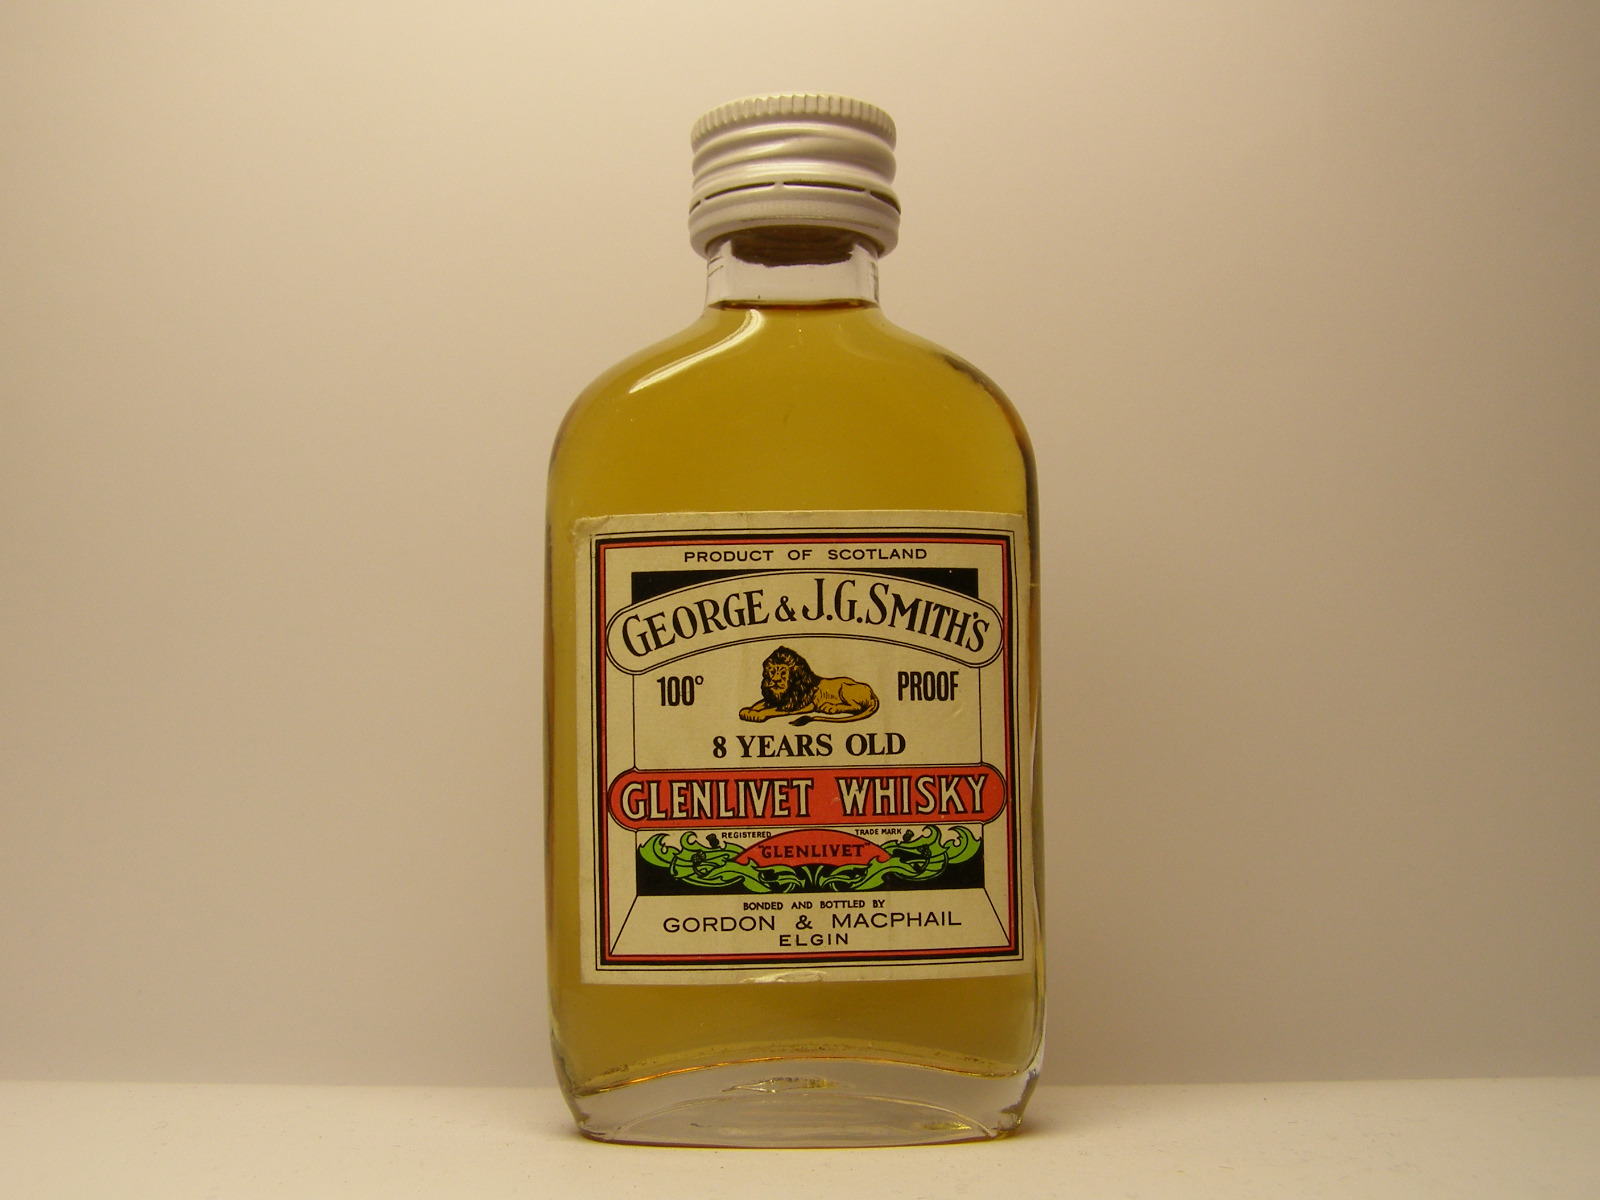 PRODUCT OF SCOTLAND
GEORGE & J.G. SMITH'S
100° PROOF
8 YEARS OLD
GLENLIVET WHISKY
REGISTERED TRADE MARK
"GLENLIVET"
BONDED AND BOTTLED BY
GORDON & MACPHAIL
ELGIN